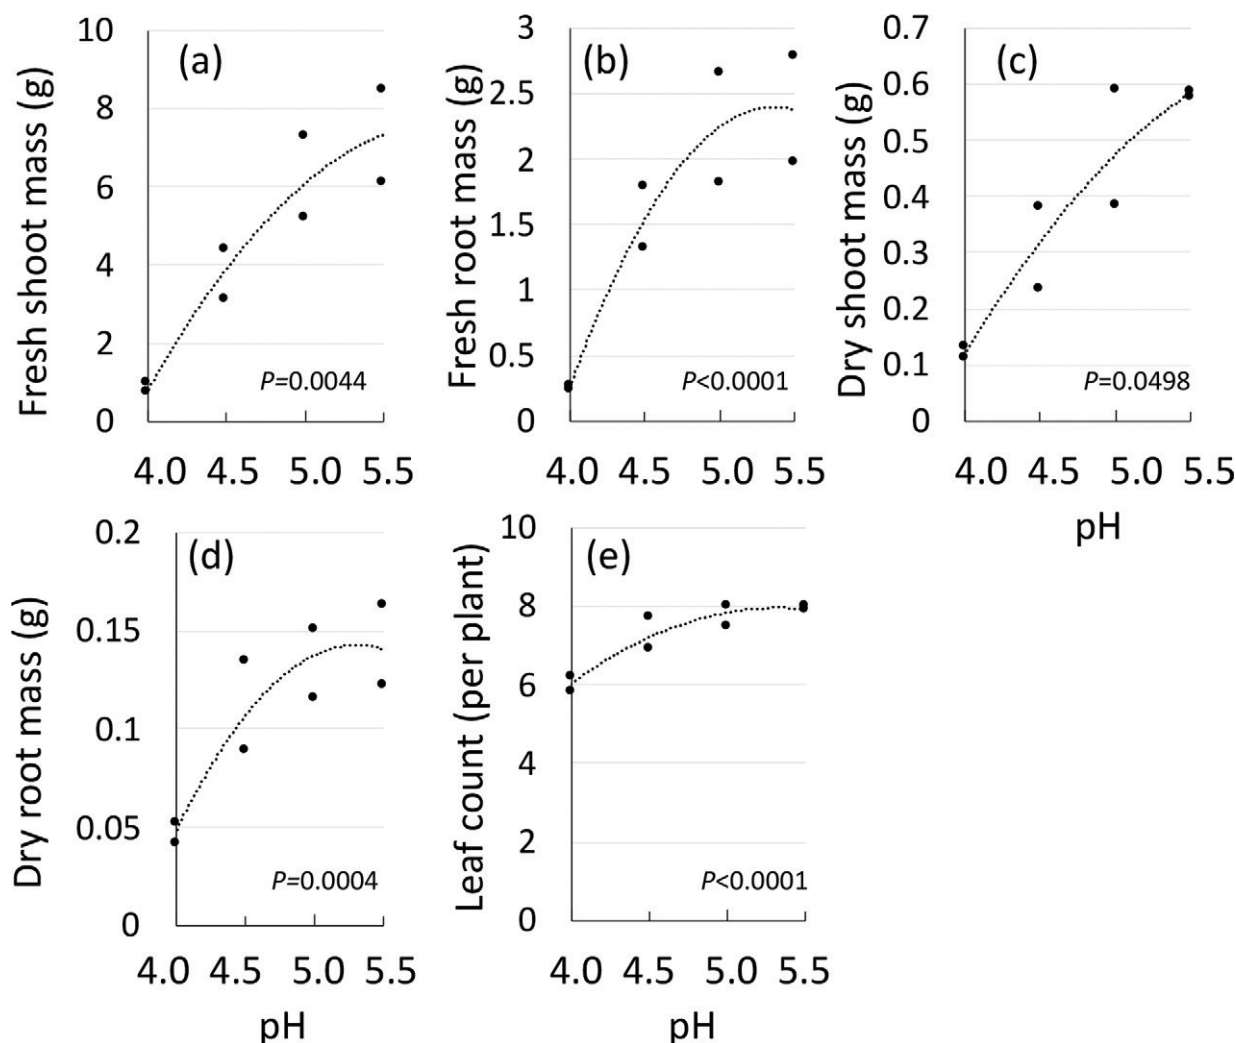 Fresh shoot mass (g)
(a)
10
8
6
4
2
0
P=0.0044
4.0 4.5 5.0 5.5
Fresh root mass (g)
(b)
3
2.5
2
1.5
1
0.5
0
P<0.0001
4.0 4.5 5.0 5.5
Dry shoot mass (g)
(c)
0.7
0.6
0.5
0.4
0.3
0.2
0.1
0
P=0.0498
4.0 4.5 5.0 5.5
pH
Dry root mass (g)
(d)
0.2
0.15
0.1
0.05
0
P=0.0004
4.0 4.5 5.0 5.5
pH
Leaf count (per plant)
(e)
10
8
6
4
2
0
P<0.0001
4.0 4.5 5.0 5.5
pH